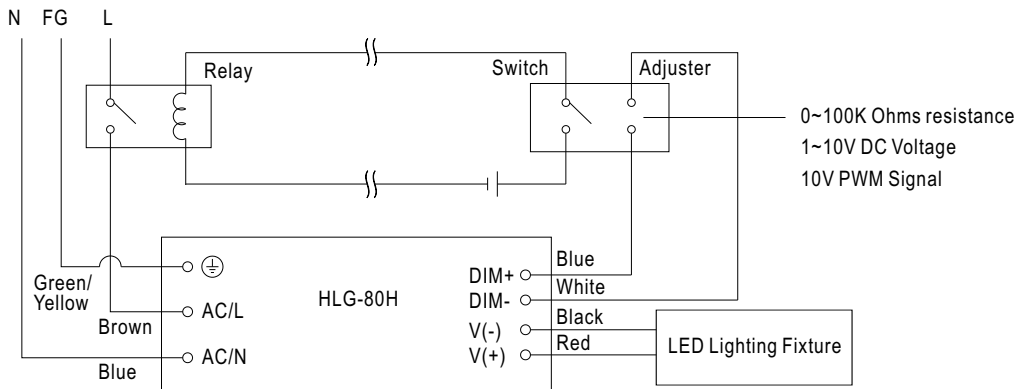 N FG L
Relay
Switch
Adjuster
0~100K Ohms resistance
1~10V DC Voltage
10V PWM Signal
Green/
Yellow
Brown
Blue
AC/L
AC/N
HLG-80H
DIM+
DIM-
V(-)
V(+)
Blue
White
Black
Red
LED Lighting Fixture